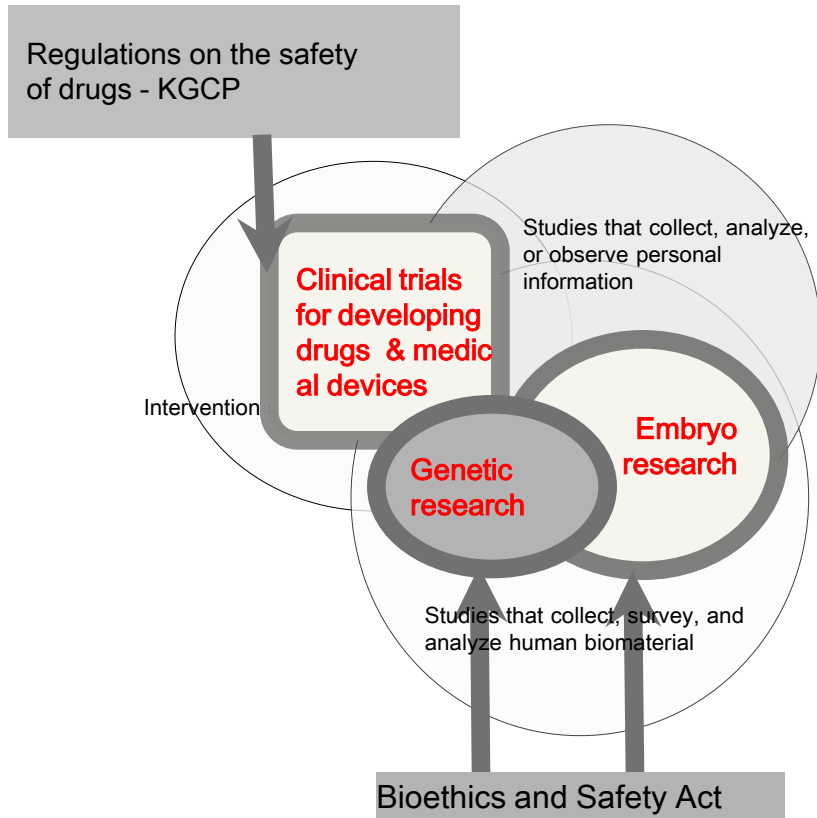 Regulations on the safety
of drugs - KGCP
Studies that collect, analyze,
or observe personal
information
Clinical trials
for developing
drugs & medic
al devices
Intervention
Embryo
research
Genetic
research
Studies that collect, survey, and
analyze human biomaterial
Bioethics and Safety Act